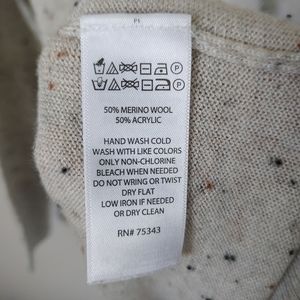 50% MERINO WOOL
50% ACRYLIC
HAND WASH COLD
WASH WITH LIKE COLORS
ONLY NON-CHLORINE
BLEACH WHEN NEEDED
DO NOT WRING OR TWIST
DRY FLAT
LOW IRON IF NEEDED
OR DRY CLEAN
RN# 75343